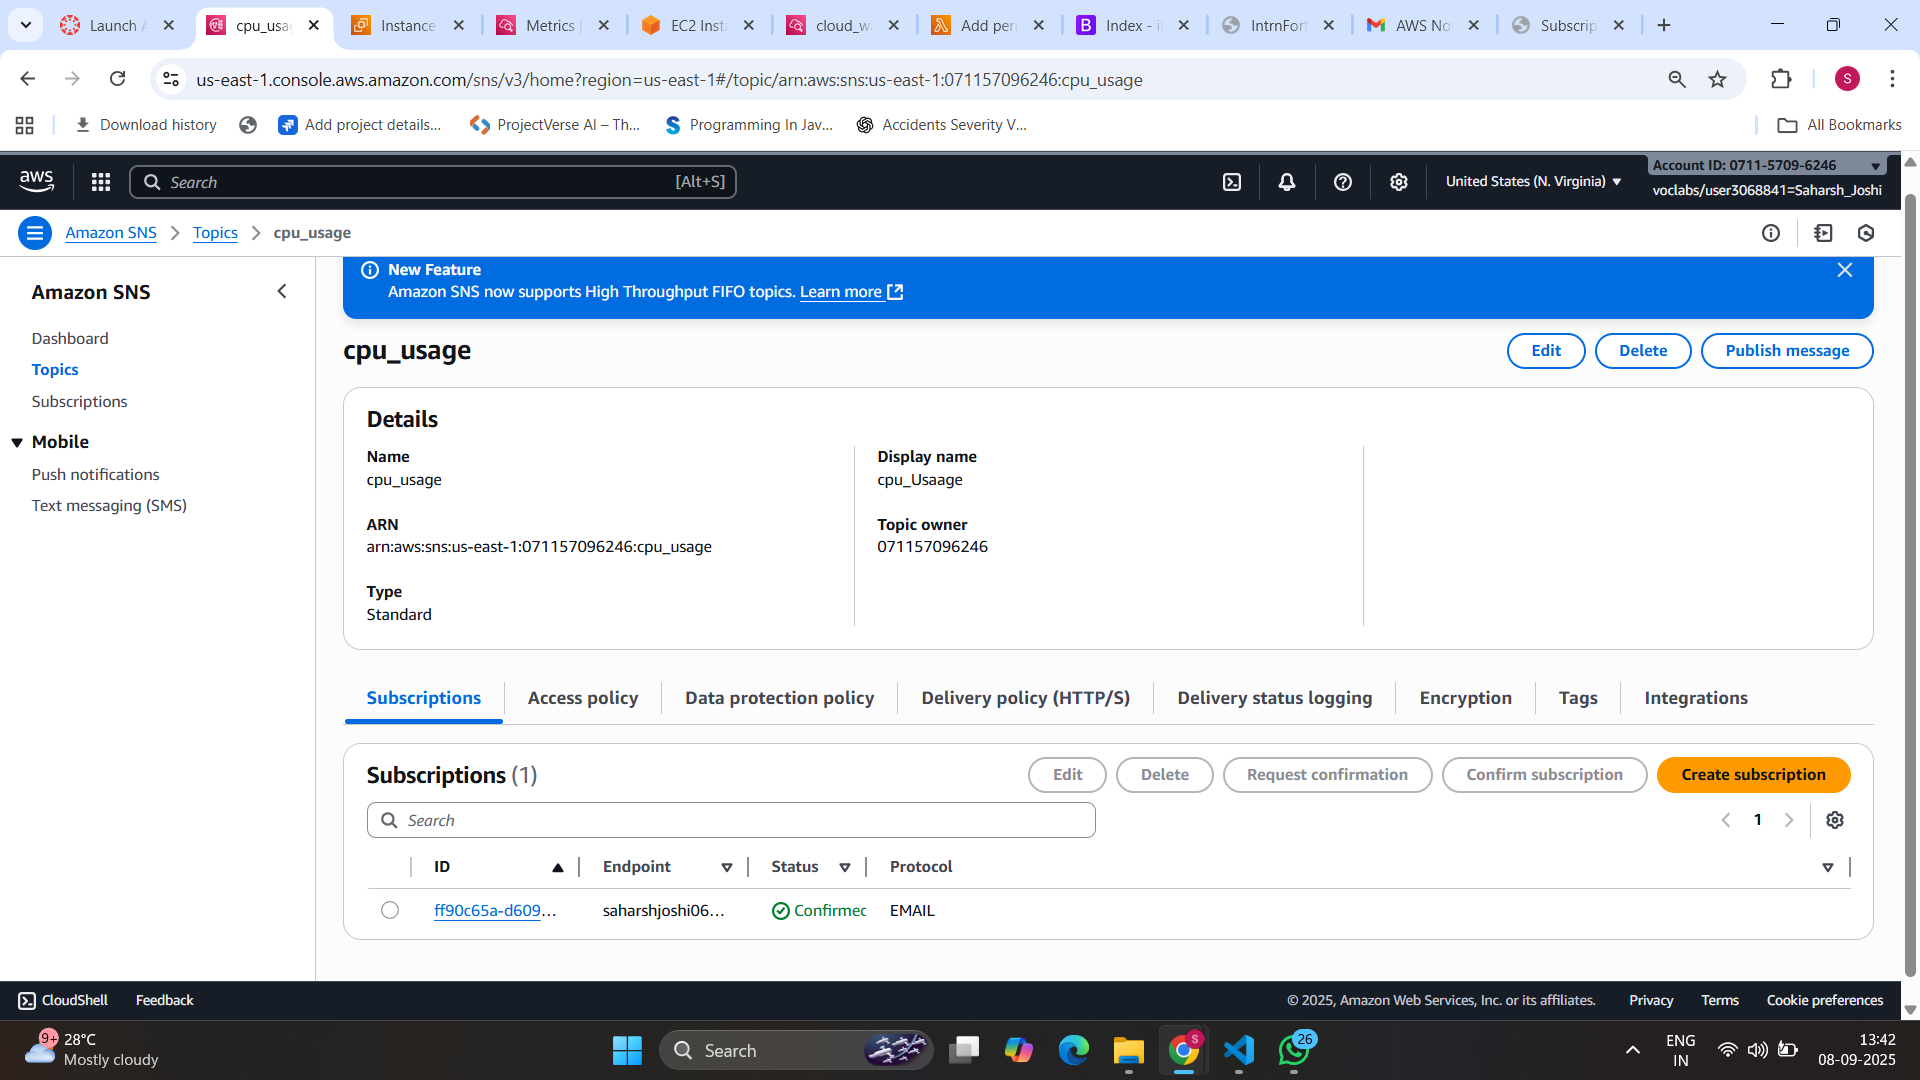 Launch A
cpu_usag
Instance
Metrics |
EC2 Inst
cloud_wa
Add perm
Index - i
IntrnFort
AWS No
Subscrip
us-east-1.console.aws.amazon.com/sns/v3/home?region=us-east-1#/topic/arn:aws:sns:us-east-1:071157096246:cpu_usage
S
Download history
Add project details...
ProjectVerse AI – Th...
Programming In Jav...
Accidents Severity V...
All Bookmarks
aws
Search
[Alt+S]
United States (N. Virginia)
Account ID: 0711-5709-6246
voclabs/user3068841=Saharsh_Joshi
Amazon SNS
Topics
cpu_usage
Amazon SNS
Dashboard
Topics
Subscriptions
Mobile
Push notifications
Text messaging (SMS)
New Feature
Amazon SNS now supports High Throughput FIFO topics. Learn more
cpu_usage
Edit
Delete
Publish message
Details
Name
cpu_usage
ARN
arn:aws:sns:us-east-1:071157096246:cpu_usage
Type
Standard
Display name
cpu_Usaage
Topic owner
071157096246
Subscriptions
Access policy
Data protection policy
Delivery policy (HTTP/S)
Delivery status logging
Encryption
Tags
Integrations
Subscriptions (1)
Edit
Delete
Request confirmation
Confirm subscription
Create subscription
Search
1
ID
Endpoint
Status
Protocol
ff90c65a-d609...
saharshjoshi06...
Confirmed
EMAIL
CloudShell
Feedback
© 2025, Amazon Web Services, Inc. or its affiliates.
Privacy
Terms
Cookie preferences
9+
28°C
Mostly cloudy
Search
S
26
ENG
IN
13:42
08-09-2025